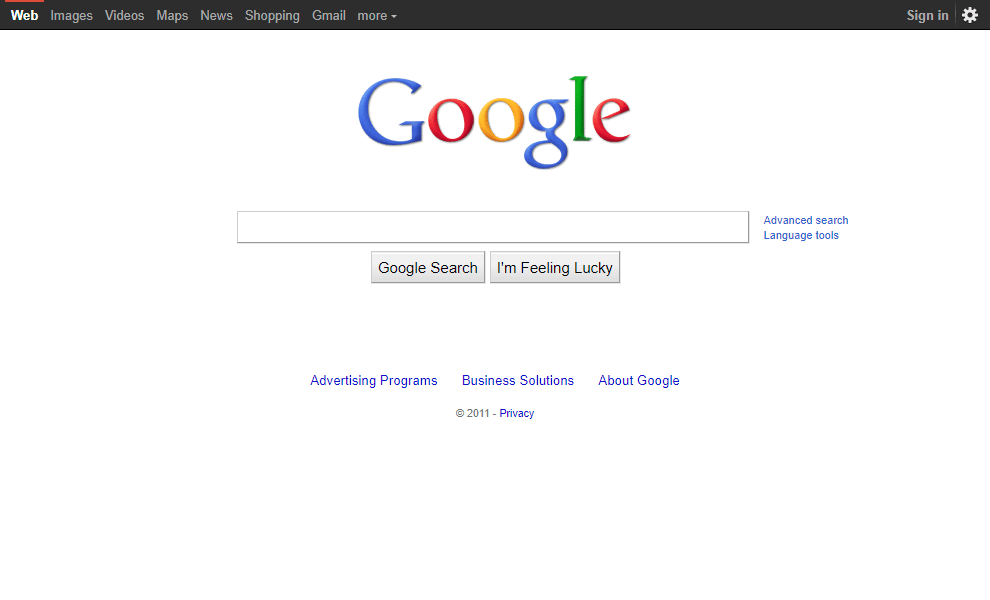 Web Images Videos Maps News Shopping Gmail more Sign in
Google
Advanced search
Language tools
Google Search I'm Feeling Lucky
Advertising Programs Business Solutions About Google
© 2011 - Privacy